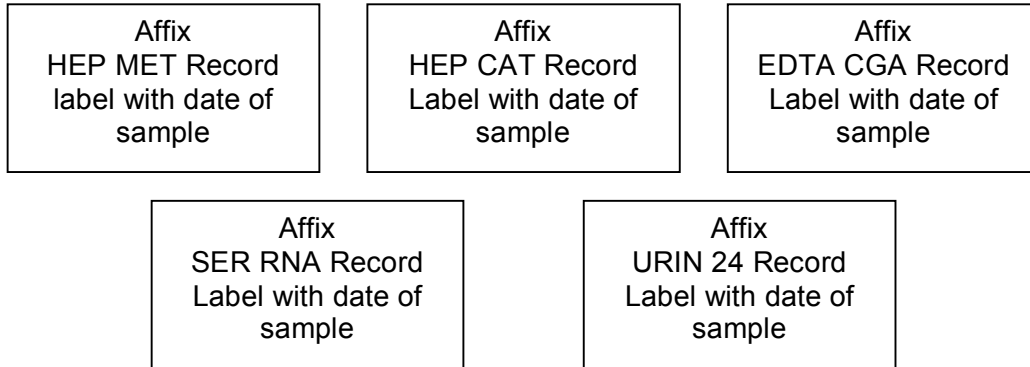 Affix
HEP MET Record
label with date of
sample
Affix
HEP CAT Record
Label with date of
sample
Affix
EDTA CGA Record
Label with date of
sample
Affix
SER RNA Record
Label with date of
sample
Affix
URIN 24 Record
Label with date of
sample